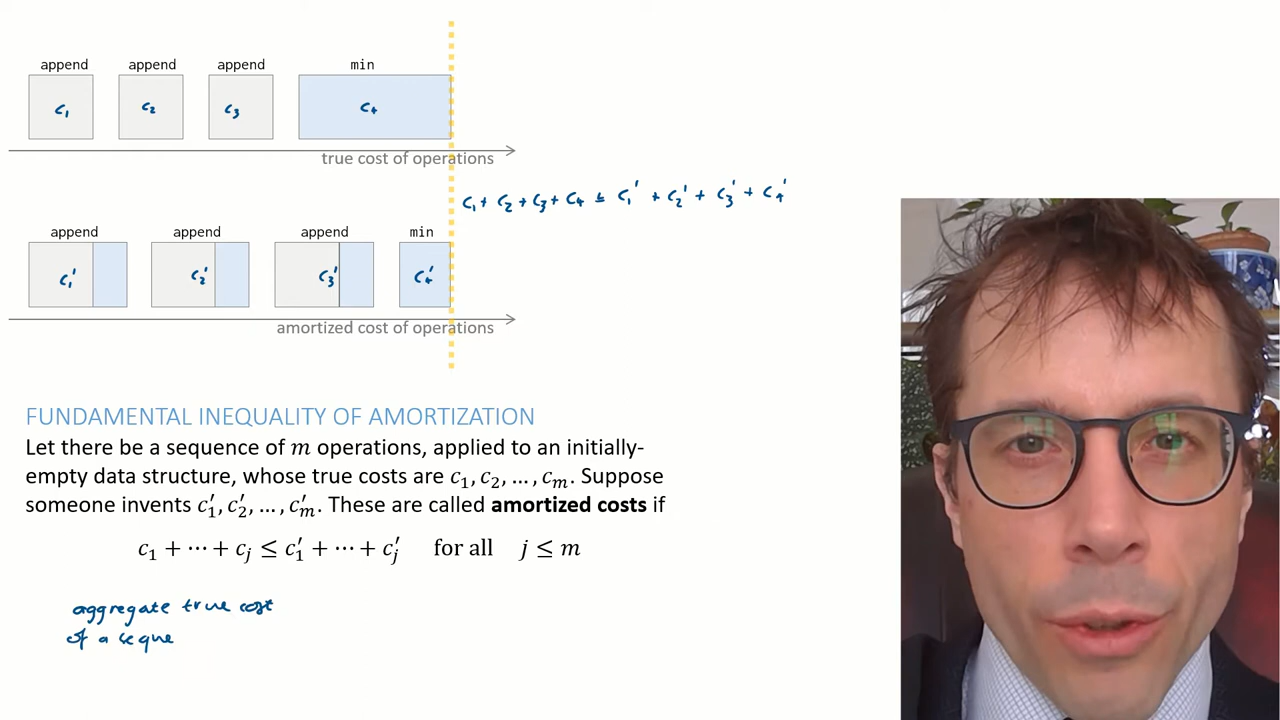 append append append min
c₁ c₂ c₃ c₄
true cost of operations
c₁ + c₂ + c₃ + c₄ ≤ c₁′ + c₂′ + c₃′ + c₄′
append append append min
c₁′ c₂′ c₃′ c₄′
amortized cost of operations
FUNDAMENTAL INEQUALITY OF AMORTIZATION
Let there be a sequence of m operations, applied to an initially-
empty data structure, whose true costs are c₁, c₂, …, cₘ. Suppose
someone invents c₁′, c₂′, …, cₘ′. These are called amortized costs if
c₁ + ⋯ + cⱼ ≤ c₁′ + ⋯ + cⱼ′ for all j ≤ m
aggregate true cost
of a seque